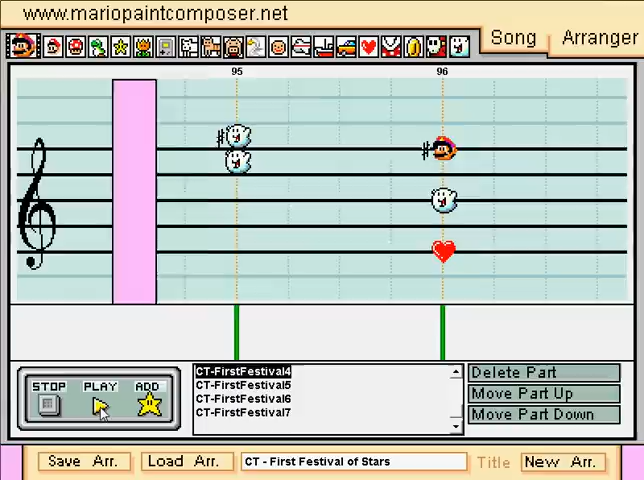 www.mariopaintcomposer.net
Song
Arranger
95
96
STOP PLAY ADD
CT-FirstFestival4
CT-FirstFestival5
CT-FirstFestival6
CT-FirstFestival7
Delete Part
Move Part Up
Move Part Down
Save Arr.
Load Arr.
CT - First Festival of Stars
Title
New Arr.